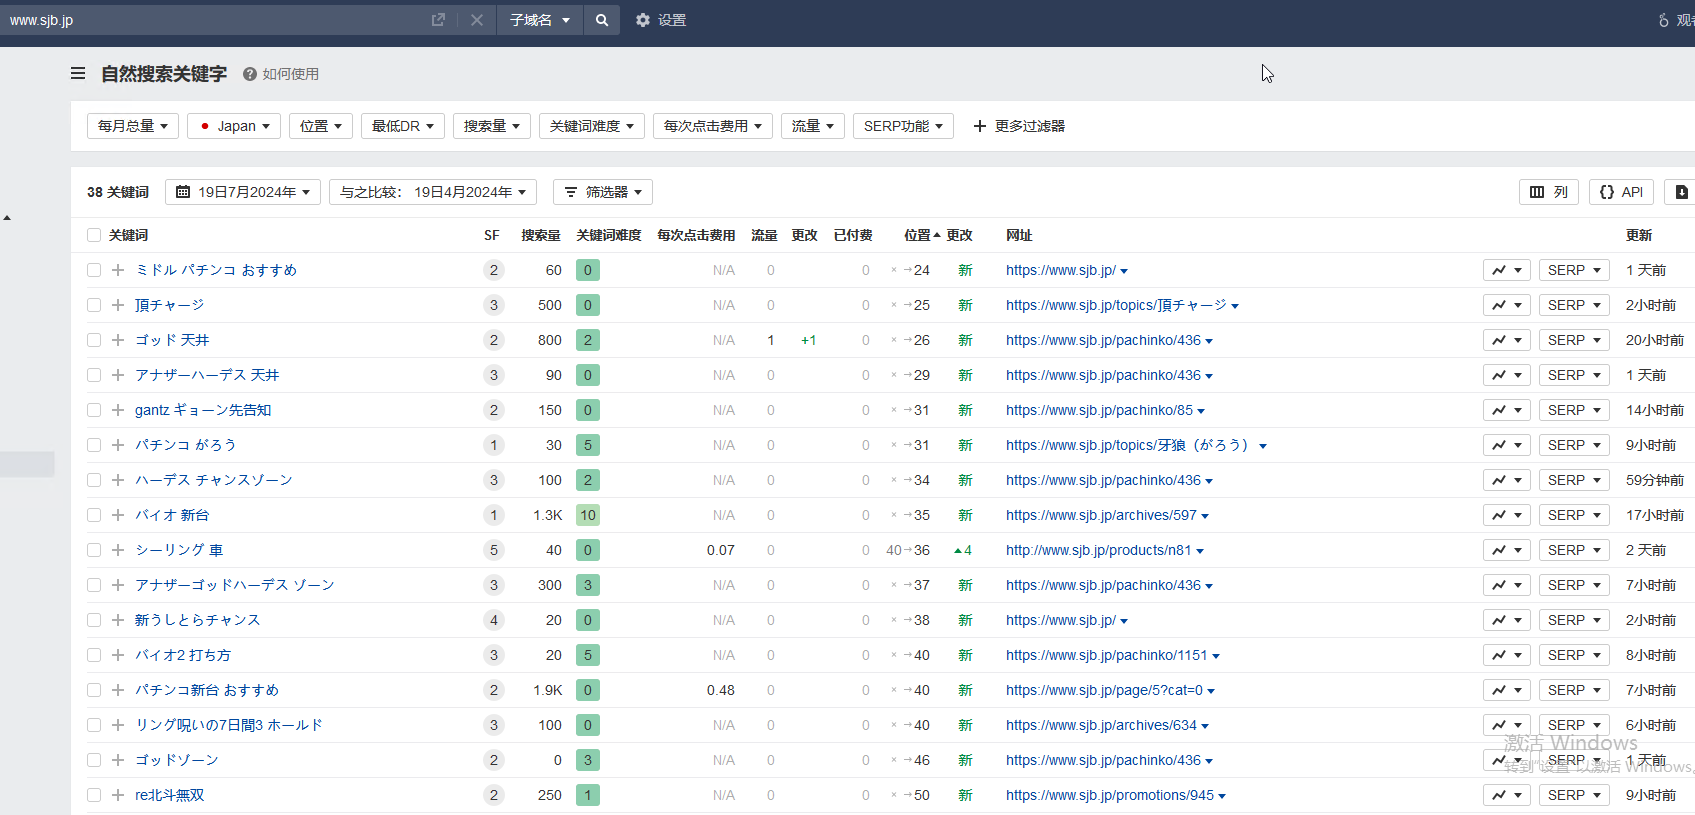 www.sjb.jp 子域名 设置
自然搜索关键字 如何使用
每月总量 Japan 位置 最低DR 搜索量 关键词难度 每次点击费用 流量 SERP功能 更多过滤器
38 关键词 19日7月2024年 与之比较： 19日4月2024年 筛选器 列 API
关键词 SF 搜索量 关键词难度 每次点击费用 流量 更改 已付费 位置 更改 网址 更新
ミドル パチンコ おすすめ 2 60 0 N/A 0 0 × →24 新 https://www.sjb.jp/ SERP 1 天前
頂チャージ 3 500 0 N/A 0 0 × →25 新 https://www.sjb.jp/topics/頂チャージ SERP 2小时前
ゴッド 天井 2 800 2 N/A 1 +1 0 × →26 新 https://www.sjb.jp/pachinko/436 SERP 20小时前
アナザーハーデス 天井 3 90 0 N/A 0 0 × →29 新 https://www.sjb.jp/pachinko/436 SERP 1 天前
gantz ギョーン先告知 2 150 0 N/A 0 0 × →31 新 https://www.sjb.jp/pachinko/85 SERP 14小时前
パチンコ がろう 1 30 5 N/A 0 0 × →31 新 https://www.sjb.jp/topics/牙狼（がろう） SERP 9小时前
ハーデス チャンスゾーン 3 100 2 N/A 0 0 × →34 新 https://www.sjb.jp/pachinko/436 SERP 59分钟前
バイオ 新台 1 1.3K 10 N/A 0 0 × →35 新 https://www.sjb.jp/archives/597 SERP 17小时前
シーリング 車 5 40 0 0.07 0 0 40→36 4 http://www.sjb.jp/products/n81 SERP 2 天前
アナザーゴッドハーデス ゾーン 3 300 3 N/A 0 0 × →37 新 https://www.sjb.jp/pachinko/436 SERP 7小时前
新うしとらチャンス 4 20 0 N/A 0 0 × →38 新 https://www.sjb.jp/ SERP 2小时前
バイオ2 打ち方 3 20 5 N/A 0 0 × →40 新 https://www.sjb.jp/pachinko/1151 SERP 8小时前
パチンコ新台 おすすめ 2 1.9K 0 0.48 0 0 × →40 新 https://www.sjb.jp/page/5?cat=0 SERP 7小时前
リング呪いの7日間3 ホールド 3 100 0 N/A 0 0 × →40 新 https://www.sjb.jp/archives/634 SERP 6小时前
激活 Windows
ゴッドゾーン 2 0 3 N/A 0 0 × →46 新 https://www.sjb.jp/pachinko/436 SERP 1 天前
转到"设置"以激活 Windows。
re北斗無双 2 250 1 N/A 0 0 × →50 新 https://www.sjb.jp/promotions/945 SERP 9小时前